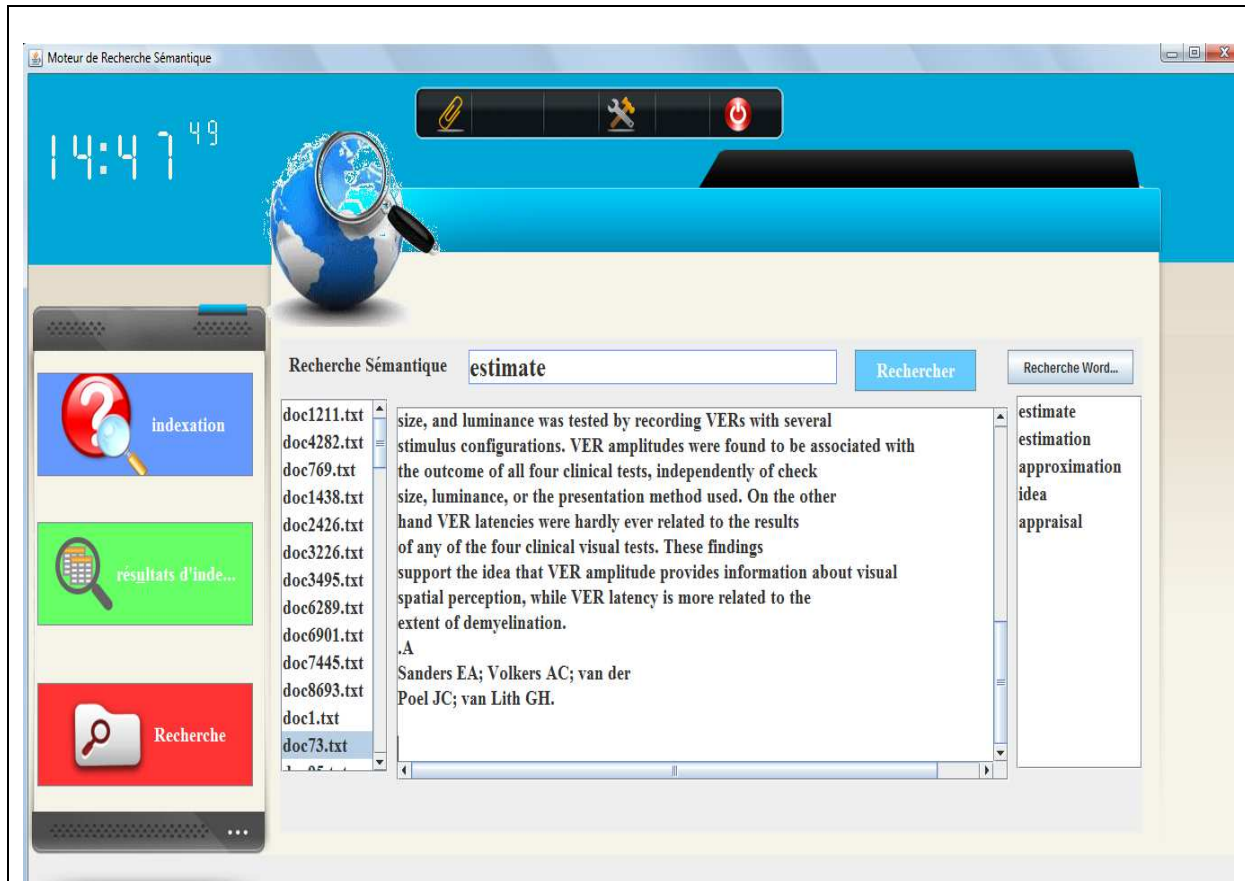 Moteur de Recherche Sémantique
14:47 49
Recherche Sémantique
estimate
Rechercher
Recherche Word...
indexation
résultats d'inde...
Recherche
doc1211.txt
doc4282.txt
doc769.txt
doc1438.txt
doc2426.txt
doc3226.txt
doc3495.txt
doc6289.txt
doc6901.txt
doc7445.txt
doc8693.txt
doc1.txt
doc73.txt
size, and luminance was tested by recording VERs with several
stimulus configurations. VER amplitudes were found to be associated with
the outcome of all four clinical tests, independently of check
size, luminance, or the presentation method used. On the other
hand VER latencies were hardly ever related to the results
of any of the four clinical visual tests. These findings
support the idea that VER amplitude provides information about visual
spatial perception, while VER latency is more related to the
extent of demyelination.
.A
Sanders EA; Volkers AC; van der
Poel JC; van Lith GH.
estimate
estimation
approximation
idea
appraisal